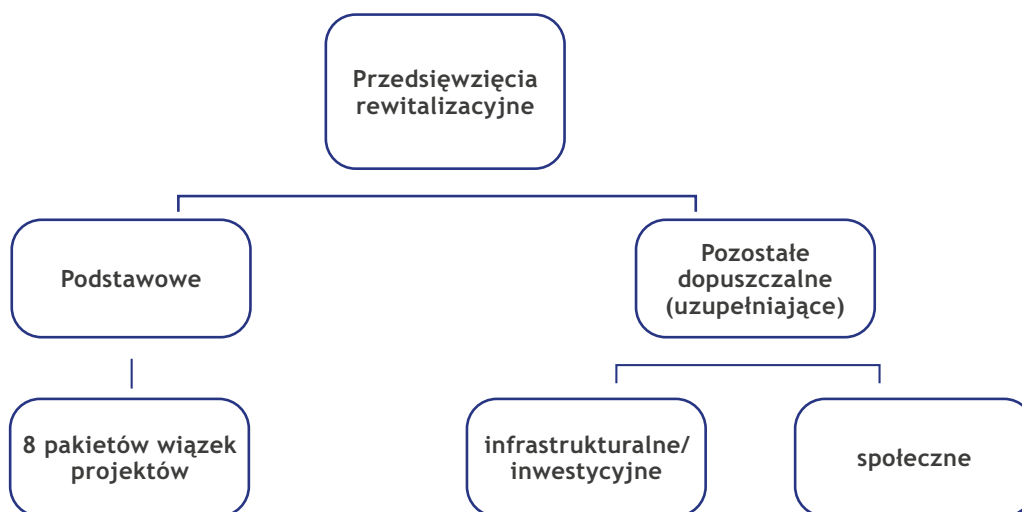 Przedsięwzięcia
rewitalizacyjne
Podstawowe
Pozostałe
dopuszczalne
(uzupełniające)
8 pakietów wiązek
projektów
infrastrukturalne/
inwestycyjne
społeczne